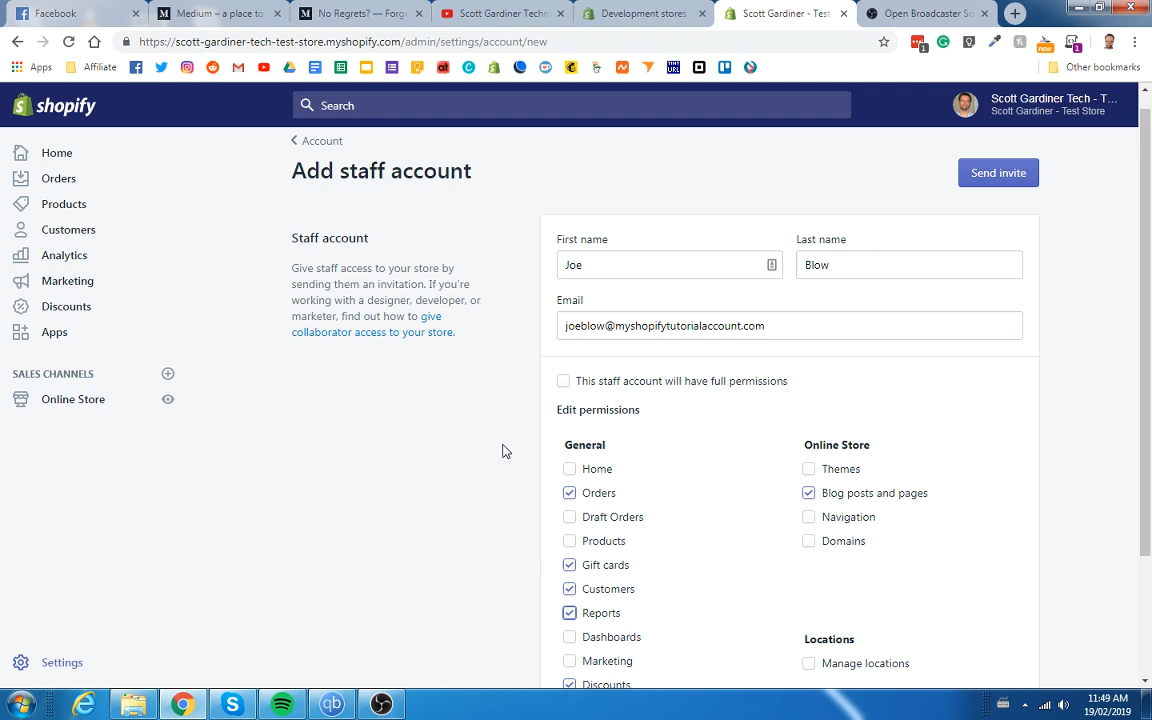 Facebook
Medium – a place to
No Regrets? — Forge
Scott Gardiner Techn
Development stores
Scott Gardiner - Test
Open Broadcaster So
https://scott-gardiner-tech-test-store.myshopify.com/admin/settings/account/new
Apps
Affiliate
Other bookmarks
shopify
Search
Scott Gardiner Tech - T...
Scott Gardiner - Test Store
Home
Orders
Products
Customers
Analytics
Marketing
Discounts
Apps
SALES CHANNELS
Online Store
Settings
Account
Add staff account
Send invite
Staff account
Give staff access to your store by
sending them an invitation. If you're
working with a designer, developer, or
marketer, find out how to give
collaborator access to your store.
First name
Last name
Joe
Blow
Email
joeblow@myshopifytutorialaccount.com
This staff account will have full permissions
Edit permissions
General
Home
Orders
Draft Orders
Products
Gift cards
Customers
Reports
Dashboards
Marketing
Discounts
Online Store
Themes
Blog posts and pages
Navigation
Domains
Locations
Manage locations
11:49 AM
19/02/2019